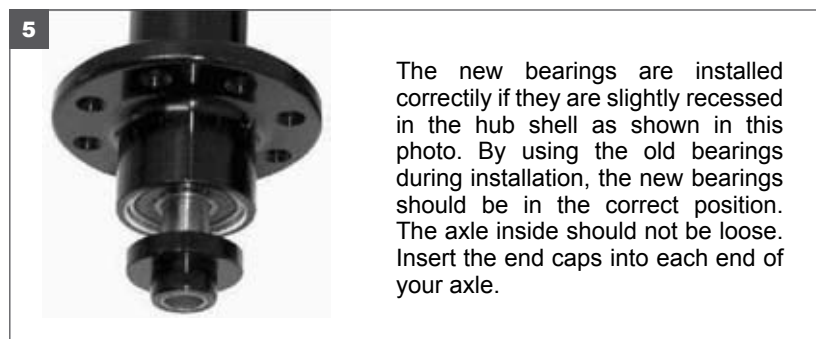 5
The new bearings are installed
correctily if they are slightly recessed
in the hub shell as shown in this
photo. By using the old bearings
during installation, the new bearings
should be in the correct position.
The axle inside should not be loose.
Insert the end caps into each end of
your axle.